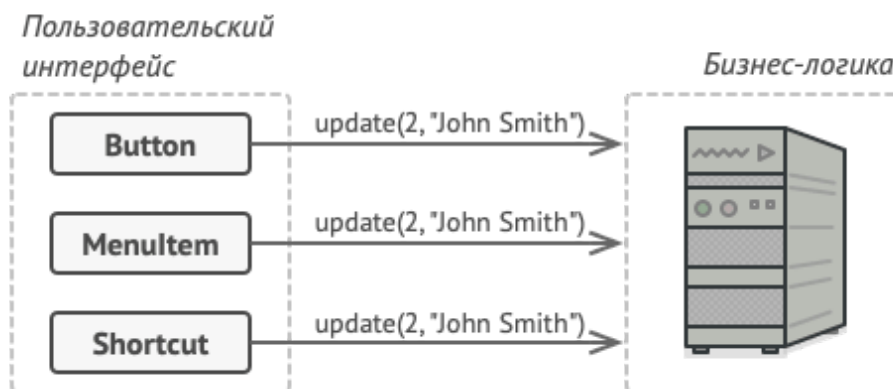 Пользовательский
интерфейс
Бизнес-логика
Button
update(2, "John Smith")
MenuItem
update(2, "John Smith")
Shortcut
update(2, "John Smith")